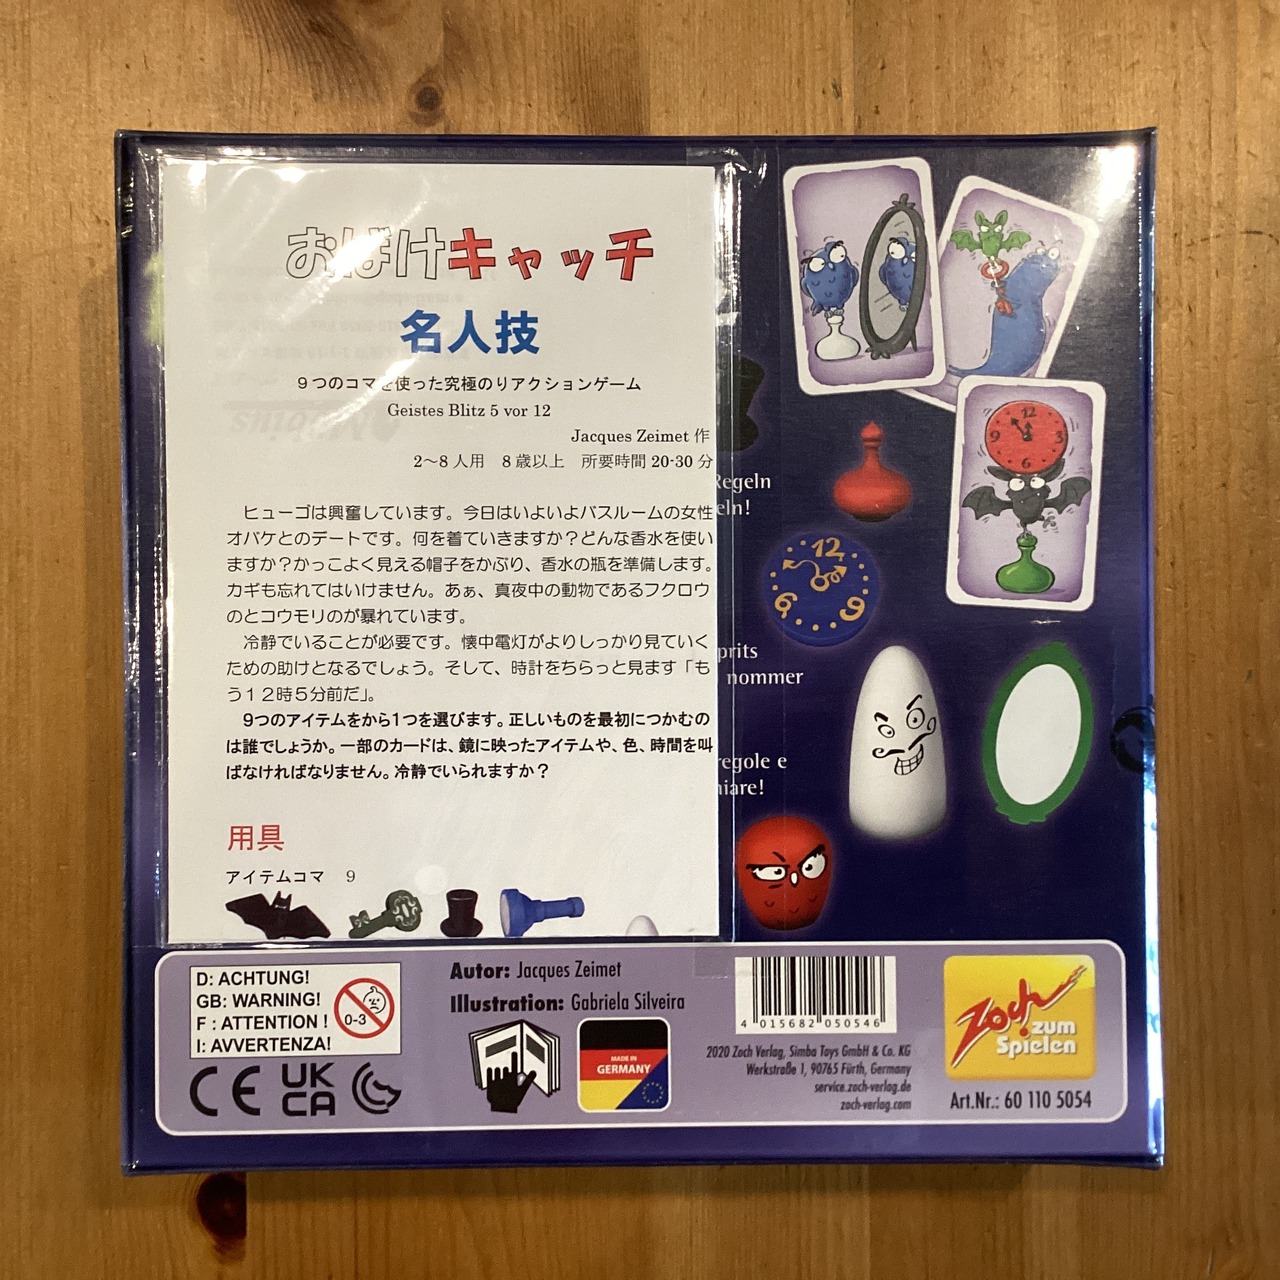 おばけキャッチ
名人技
９つのコマを使った究極のリアクションゲーム
Geistes Blitz 5 vor 12
Jacques Zeimet 作
2～8 人用　8 歳以上　所要時間 20-30 分
ヒューゴは興奮しています。今日はいよいよバスルームの女性
オバケとのデートです。何を着ていきますか？どんな香水を使い
ますか？かっこよく見える帽子をかぶり、香水の瓶を準備します。
カギも忘れてはいけません。あぁ、真夜中の動物であるフクロウ
のとコウモリのが暴れています。
冷静でいることが必要です。懐中電灯がよりしっかり見ていく
ための助けとなるでしょう。そして、時計をちらっと見ます「も
う１２時５分前だ」。
9つのアイテムをから1つを選びます。正しいものを最初につかむの
は誰でしょうか。一部のカードは、鏡に映ったアイテムや、色、時間を叫
ばなければなりません。冷静でいられますか？
用具
アイテムコマ　9
Regeln
eln!
prits
nommer
regole e
niare!
12
9
3
6
12
9
6
D: ACHTUNG!
GB: WARNING!
F : ATTENTION !
I: AVVERTENZA!
0-3
CE
UK
CA
Autor: Jacques Zeimet
Illustration: Gabriela Silveira
MADE IN
GERMANY
4 015682 050546
2020 Zoch Verlag, Simba Toys GmbH & Co. KG
Werkstraße 1, 90765 Fürth, Germany
service.zoch-verlag.de
zoch-verlag.com
Zoch
zum
Spielen
Art.Nr.: 60 110 5054